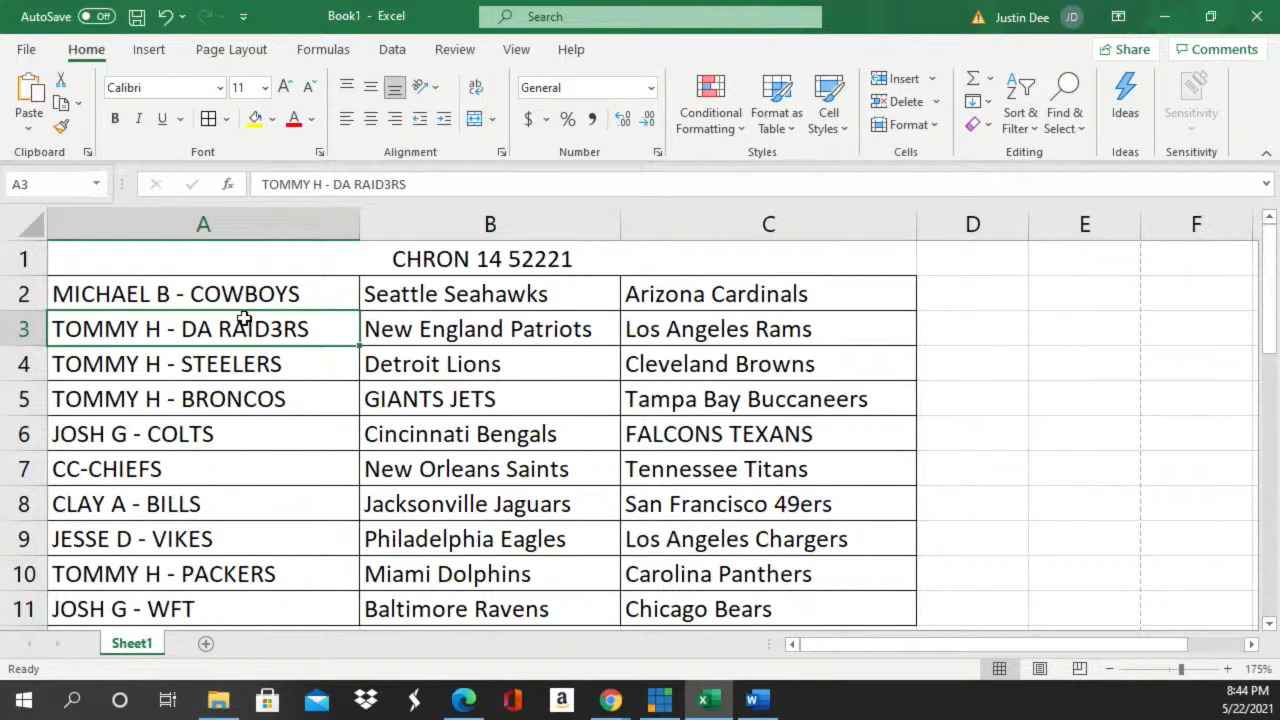 AutoSave Off Book1 - Excel Search Justin Dee JD
File Home Insert Page Layout Formulas Data Review View Help Share Comments
Paste Calibri 11 General Conditional Formatting Format as Table Cell Styles Insert Delete Format Sort & Filter Find & Select Ideas Sensitivity
Clipboard Font Alignment Number Styles Cells Editing Ideas Sensitivity
A3 fx TOMMY H - DA RAID3RS
A B C D E F
1 CHRON 14 52221
2 MICHAEL B - COWBOYS Seattle Seahawks Arizona Cardinals
3 TOMMY H - DA RAID3RS New England Patriots Los Angeles Rams
4 TOMMY H - STEELERS Detroit Lions Cleveland Browns
5 TOMMY H - BRONCOS GIANTS JETS Tampa Bay Buccaneers
6 JOSH G - COLTS Cincinnati Bengals FALCONS TEXANS
7 CC-CHIEFS New Orleans Saints Tennessee Titans
8 CLAY A - BILLS Jacksonville Jaguars San Francisco 49ers
9 JESSE D - VIKES Philadelphia Eagles Los Angeles Chargers
10 TOMMY H - PACKERS Miami Dolphins Carolina Panthers
11 JOSH G - WFT Baltimore Ravens Chicago Bears
Sheet1
Ready 175%
8:44 PM
5/22/2021